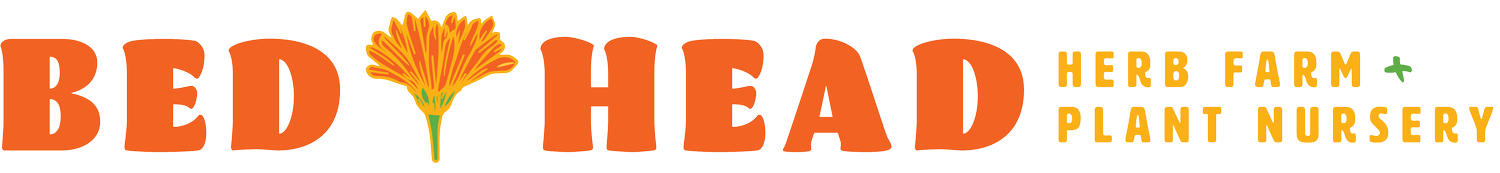 BED HEAD
HERB FARM +
PLANT NURSERY